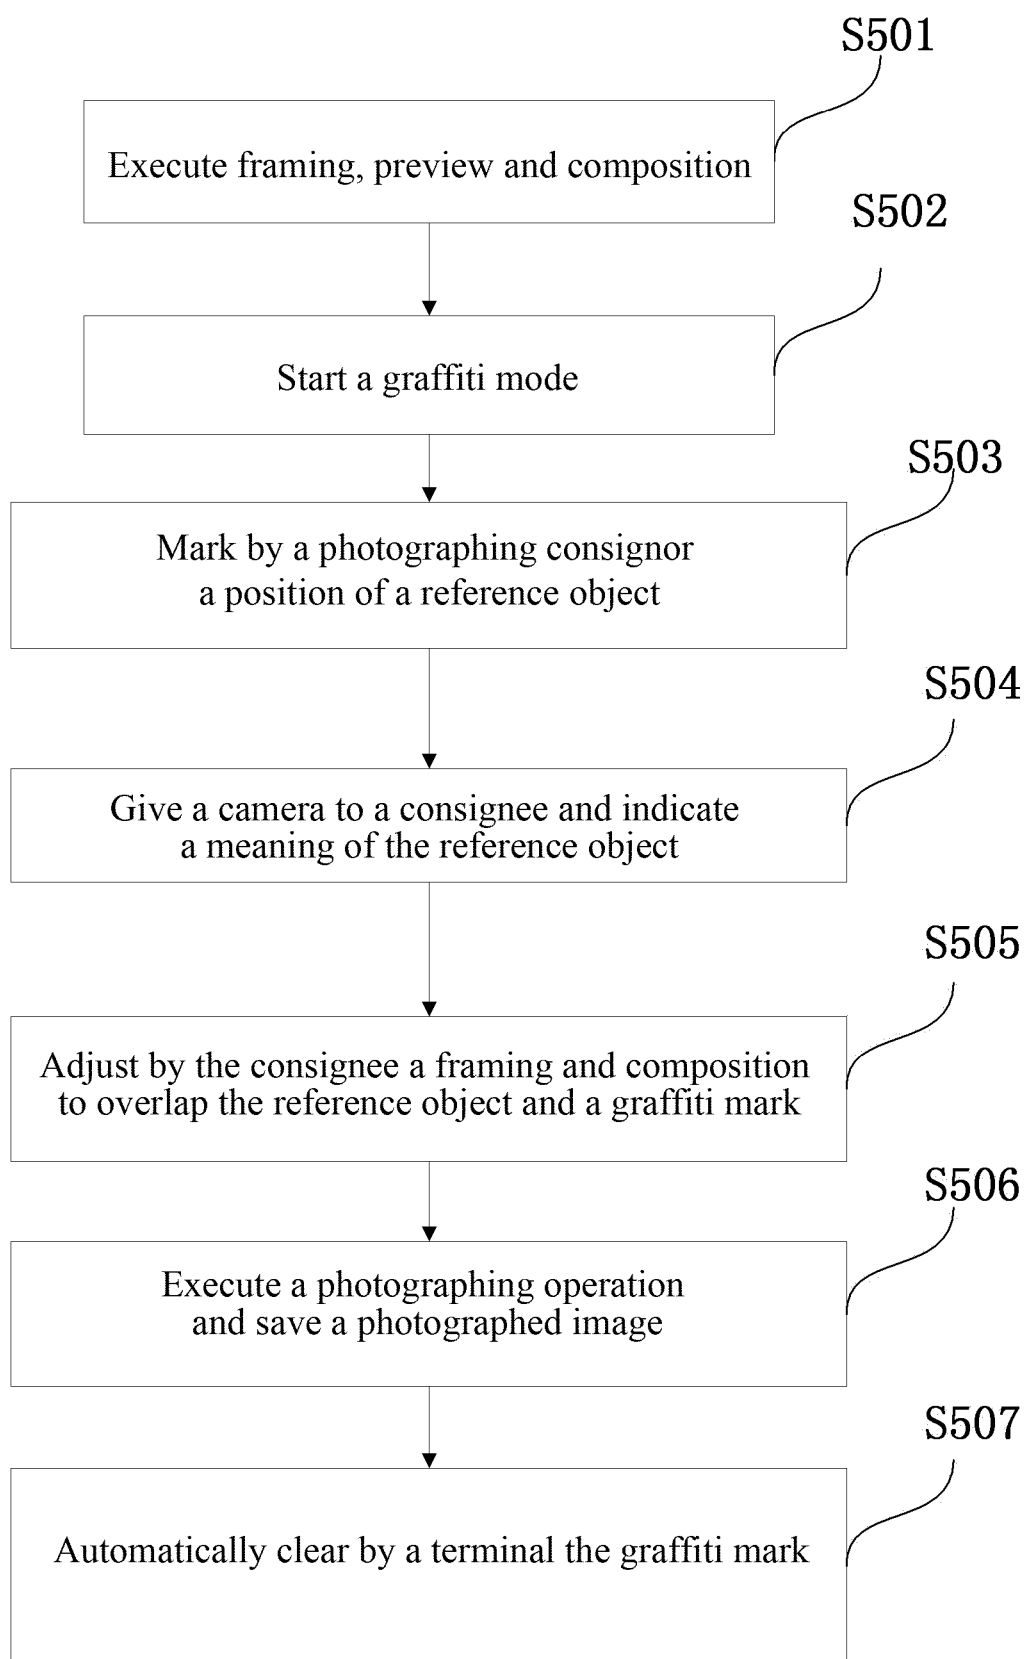 S501
Execute framing, preview and composition
S502
Start a graffiti mode
S503
Mark by a photographing consignor
a position of a reference object
S504
Give a camera to a consignee and indicate
a meaning of the reference object
S505
Adjust by the consignee a framing and composition
to overlap the reference object and a graffiti mark
S506
Execute a photographing operation
and save a photographed image
S507
Automatically clear by a terminal the graffiti mark